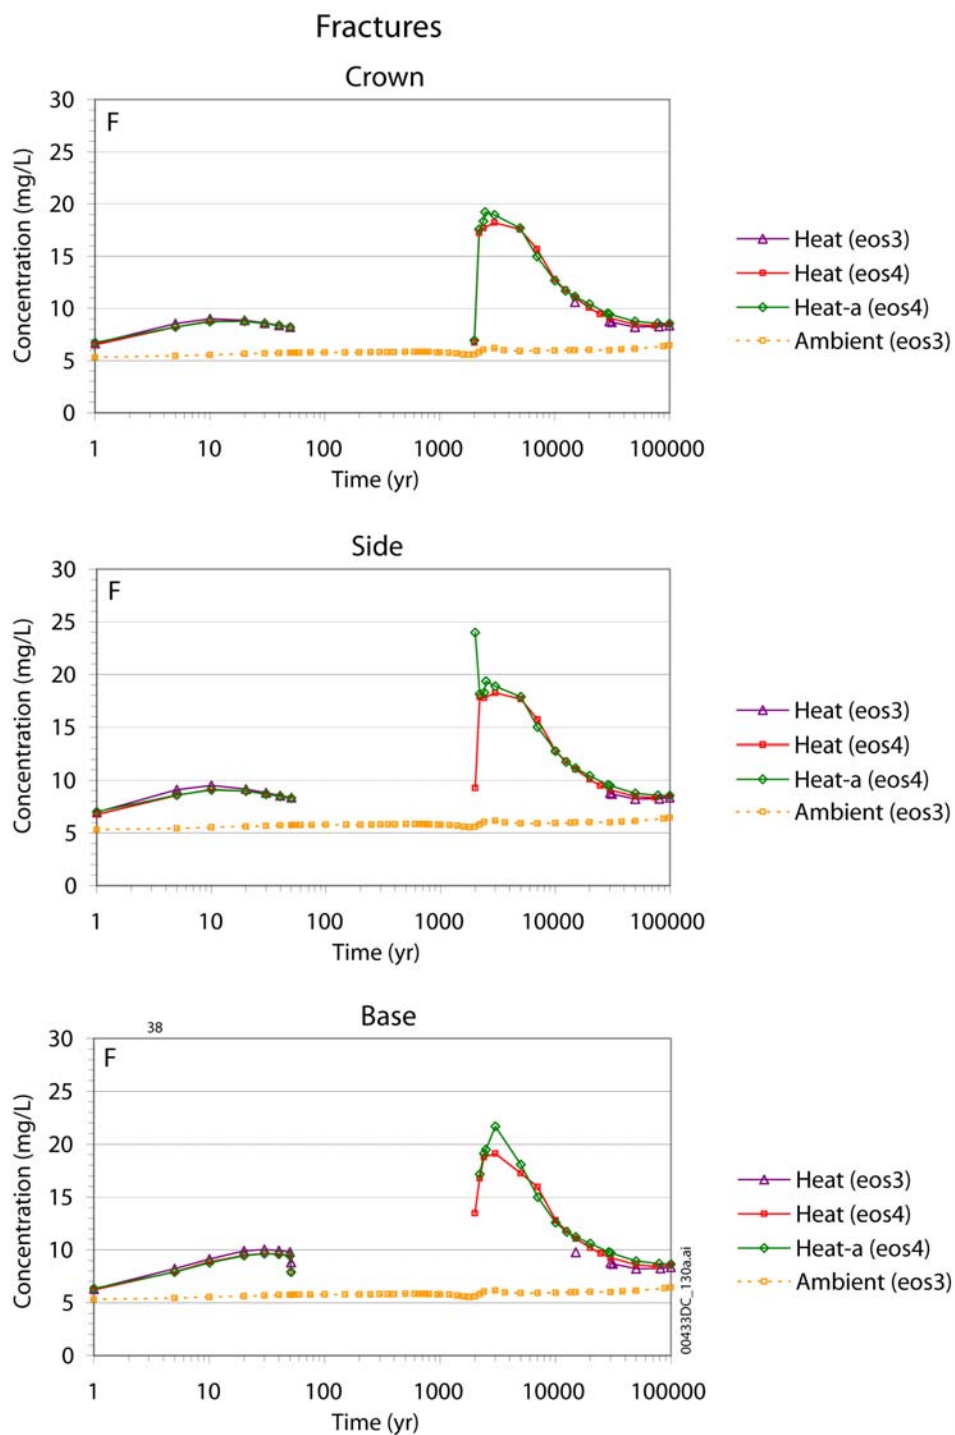 Fractures
Crown
30
25
20
15
10
5
0
Concentration (mg/L)
F
1 10 100 1000 10000 100000
Time (yr)
Heat (eos3)
Heat (eos4)
Heat-a (eos4)
Ambient (eos3)
Side
30
25
20
15
10
5
0
Concentration (mg/L)
F
1 10 100 1000 10000 100000
Time (yr)
Heat (eos3)
Heat (eos4)
Heat-a (eos4)
Ambient (eos3)
Base
38
30
25
20
15
10
5
0
Concentration (mg/L)
F
1 10 100 1000 10000 100000
Time (yr)
Heat (eos3)
Heat (eos4)
Heat-a (eos4)
Ambient (eos3)
00433DC_130a.ai